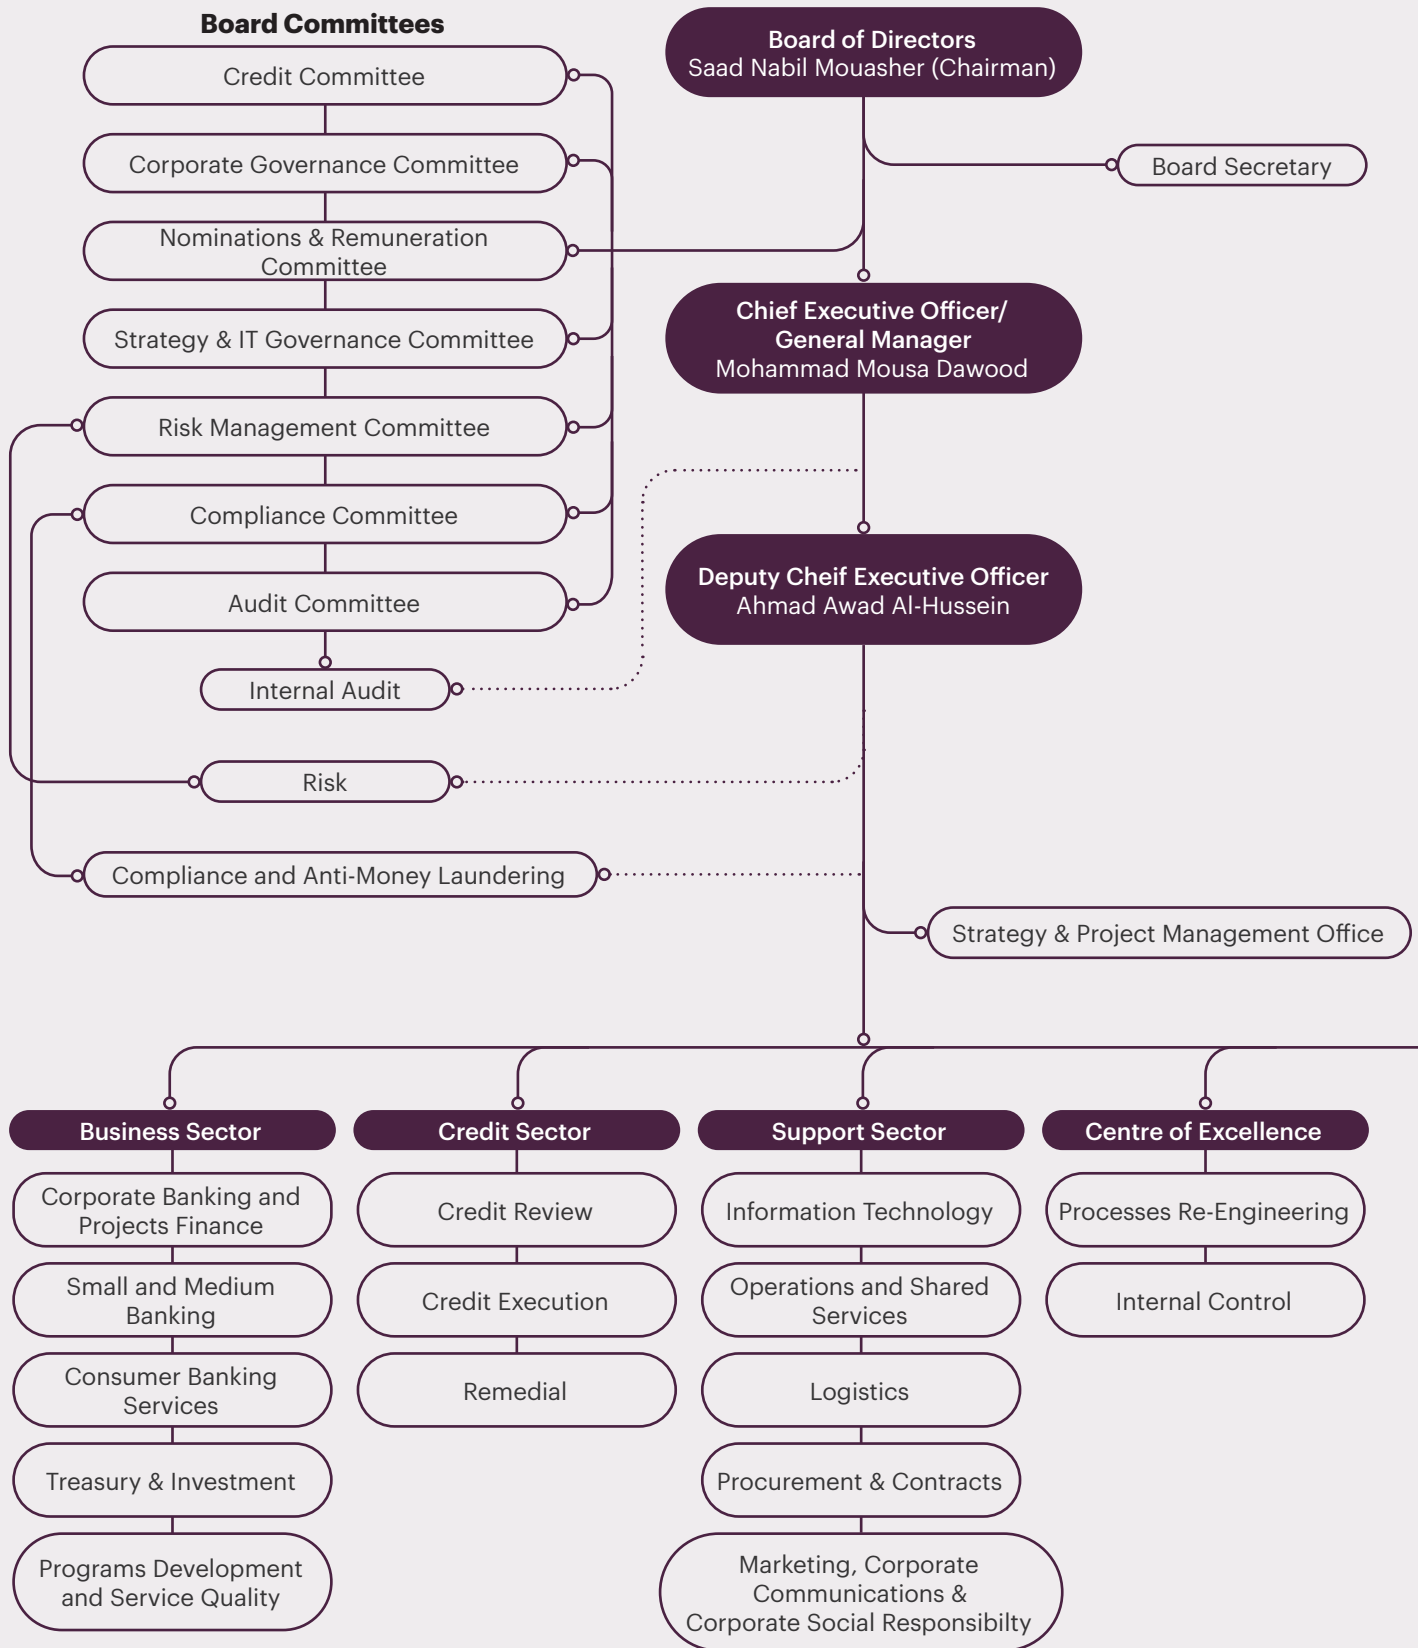 Board Committees
Credit Committee
Corporate Governance Committee
Nominations & Remuneration
Committee
Strategy & IT Governance Committee
Risk Management Committee
Compliance Committee
Audit Committee
Internal Audit
Risk
Compliance and Anti-Money Laundering
Board of Directors
Saad Nabil Mouasher (Chairman)
Board Secretary
Chief Executive Officer/
General Manager
Mohammad Mousa Dawood
Deputy Cheif Executive Officer
Ahmad Awad Al-Hussein
Strategy & Project Management Office
Business Sector
Corporate Banking and
Projects Finance
Small and Medium
Banking
Consumer Banking
Services
Treasury & Investment
Programs Development
and Service Quality
Credit Sector
Credit Review
Credit Execution
Remedial
Support Sector
Information Technology
Operations and Shared
Services
Logistics
Procurement & Contracts
Marketing, Corporate
Communications &
Corporate Social Responsibilty
Centre of Excellence
Processes Re-Engineering
Internal Control